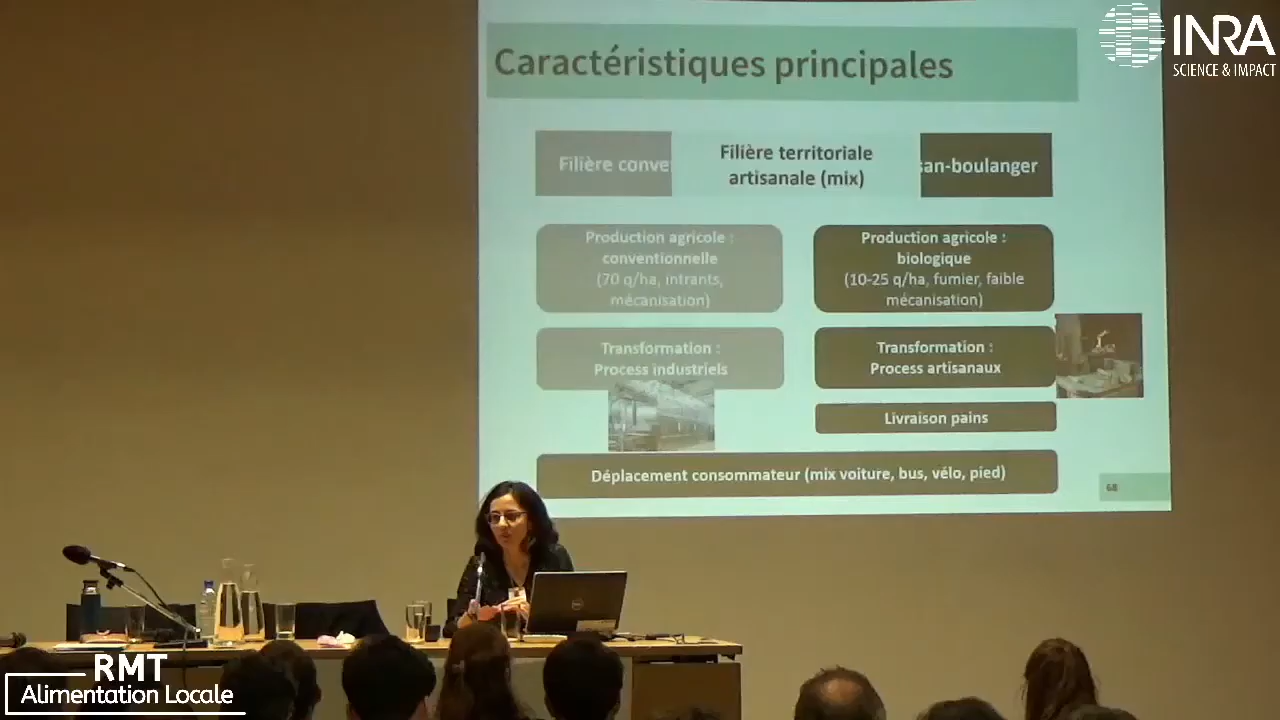 INRA
SCIENCE & IMPACT
Caractéristiques principales
Filière conve
Filière territoriale
artisanale (mix)
san-boulanger
Production agricole :
conventionnelle
(70 q/ha, intrants,
mécanisation)
Production agricole :
biologique
(10-25 q/ha, fumier, faible
mécanisation)
Transformation :
Process industriels
Transformation :
Process artisanaux
Livraison pains
Déplacement consommateur (mix voiture, bus, vélo, pied)
68
RMT
Alimentation Locale